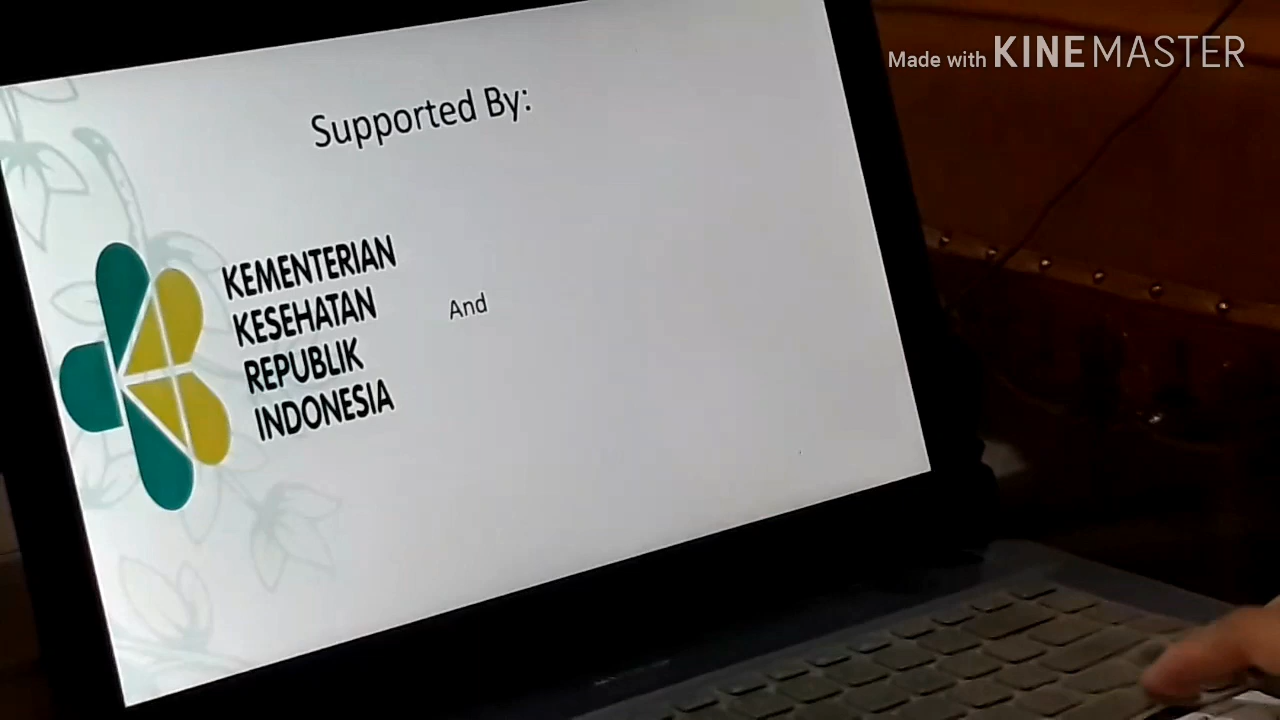 Made with KINEMASTER
Supported By:
KEMENTERIAN
KESEHATAN
REPUBLIK
INDONESIA
And